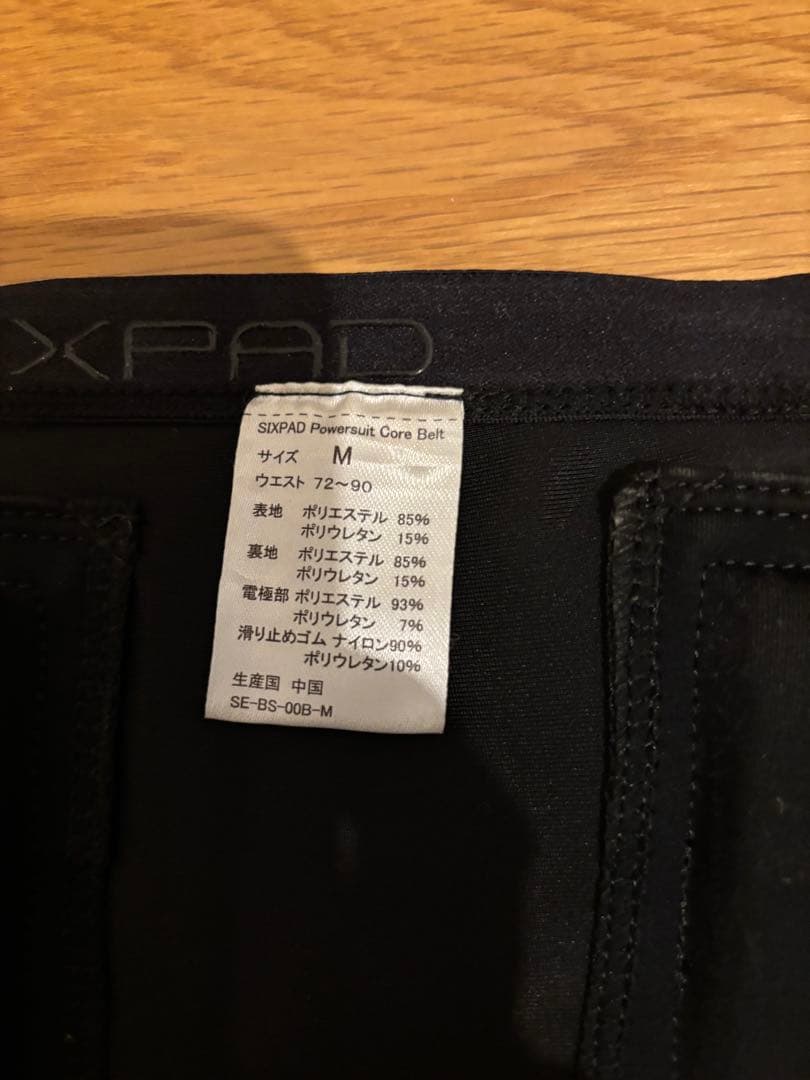 XPAD
SIXPAD Powersuit Core Belt
サイズ M
ウエスト 72〜90
表地 ポリエステル 85%
ポリウレタン 15%
裏地 ポリエステル 85%
ポリウレタン 15%
電極部 ポリエステル 93%
ポリウレタン 7%
滑り止めゴム ナイロン90%
ポリウレタン10%
生産国 中国
SE-BS-00B-M